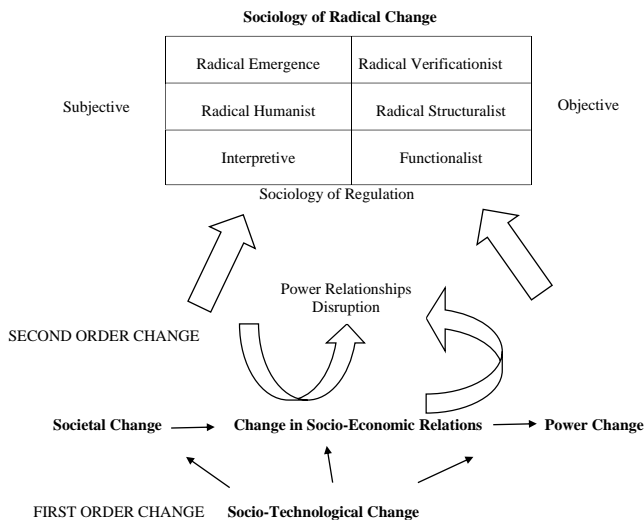 Sociology of Radical Change
Radical Emergence Radical Verificationist
Subjective Radical Humanist Radical Structuralist Objective
Interpretive Functionalist
Sociology of Regulation
Power Relationships
Disruption
SECOND ORDER CHANGE
Societal Change Change in Socio-Economic Relations Power Change
FIRST ORDER CHANGE Socio-Technological Change